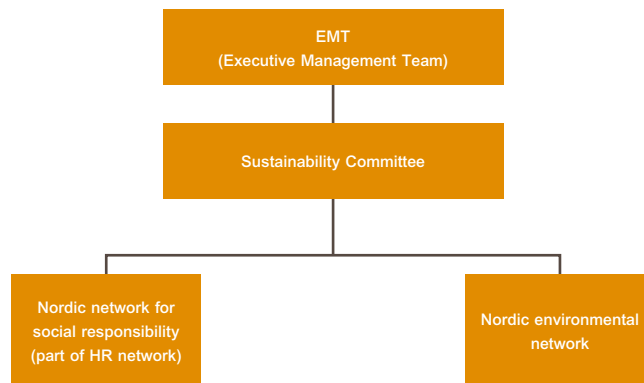 EMT
(Executive Management Team)
Sustainability Committee
Nordic network for
social responsibility
(part of HR network)
Nordic environmental
network